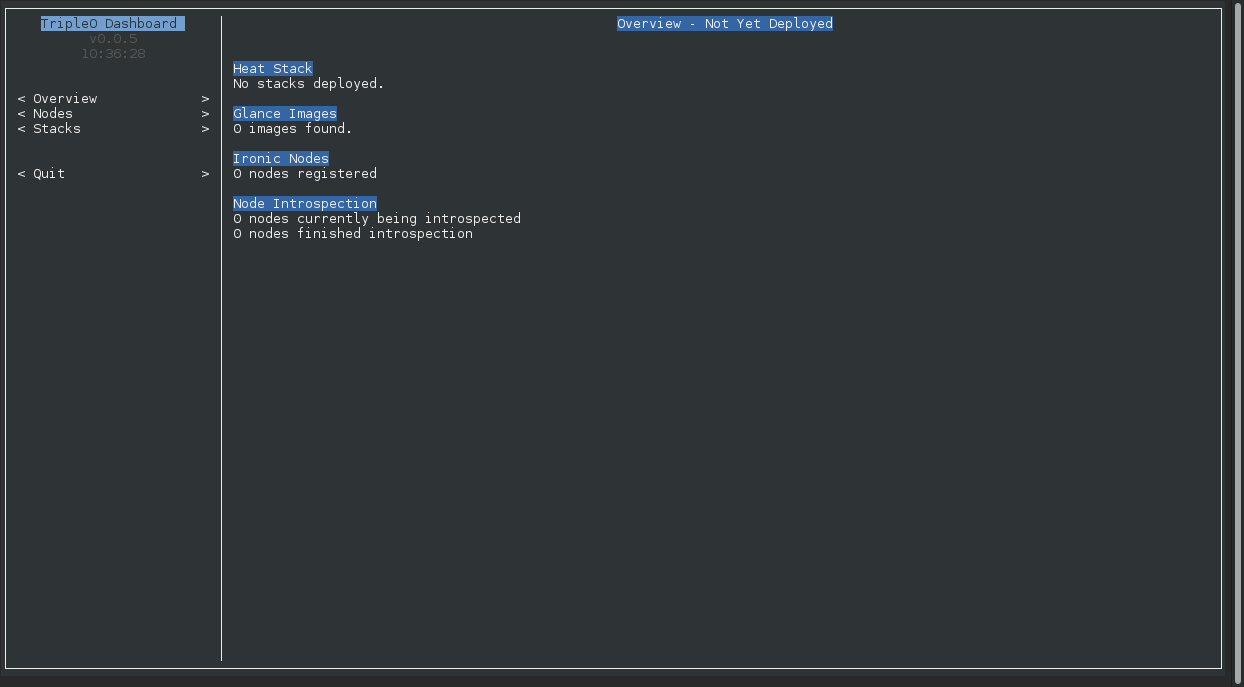 TripleO Dashboard
v0.0.5
10:36:28
< Overview >
< Nodes >
< Stacks >
< Quit >
Overview - Not Yet Deployed
Heat Stack
No stacks deployed.
Glance Images
0 images found.
Ironic Nodes
0 nodes registered
Node Introspection
0 nodes currently being introspected
0 nodes finished introspection